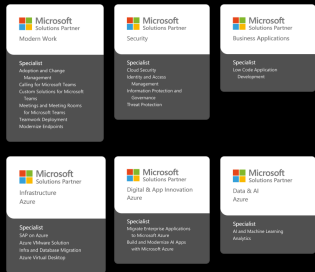 Microsoft
Solutions Partner
Modern Work
Specialist
Adoption and Change
Management
Calling for Microsoft Teams
Custom Solutions for Microsoft
Teams
Meetings and Meeting Rooms
for Microsoft Teams
Teamwork Deployment
Modernize Endpoints
Microsoft
Solutions Partner
Security
Specialist
Cloud Security
Identity and Access
Management
Information Protection and
Governance
Threat Protection
Microsoft
Solutions Partner
Business Applications
Specialist
Low Code Application
Development
Microsoft
Solutions Partner
Infrastructure
Azure
Specialist
SAP on Azure
Azure VMware Solution
Infra and Database Migration
Azure Virtual Desktop
Microsoft
Solutions Partner
Digital & App Innovation
Azure
Specialist
Migrate Enterprise Applications
to Microsoft Azure
Build and Modernize AI Apps
with Microsoft Azure
Microsoft
Solutions Partner
Data & AI
Azure
Specialist
AI and Machine Learning
Analytics